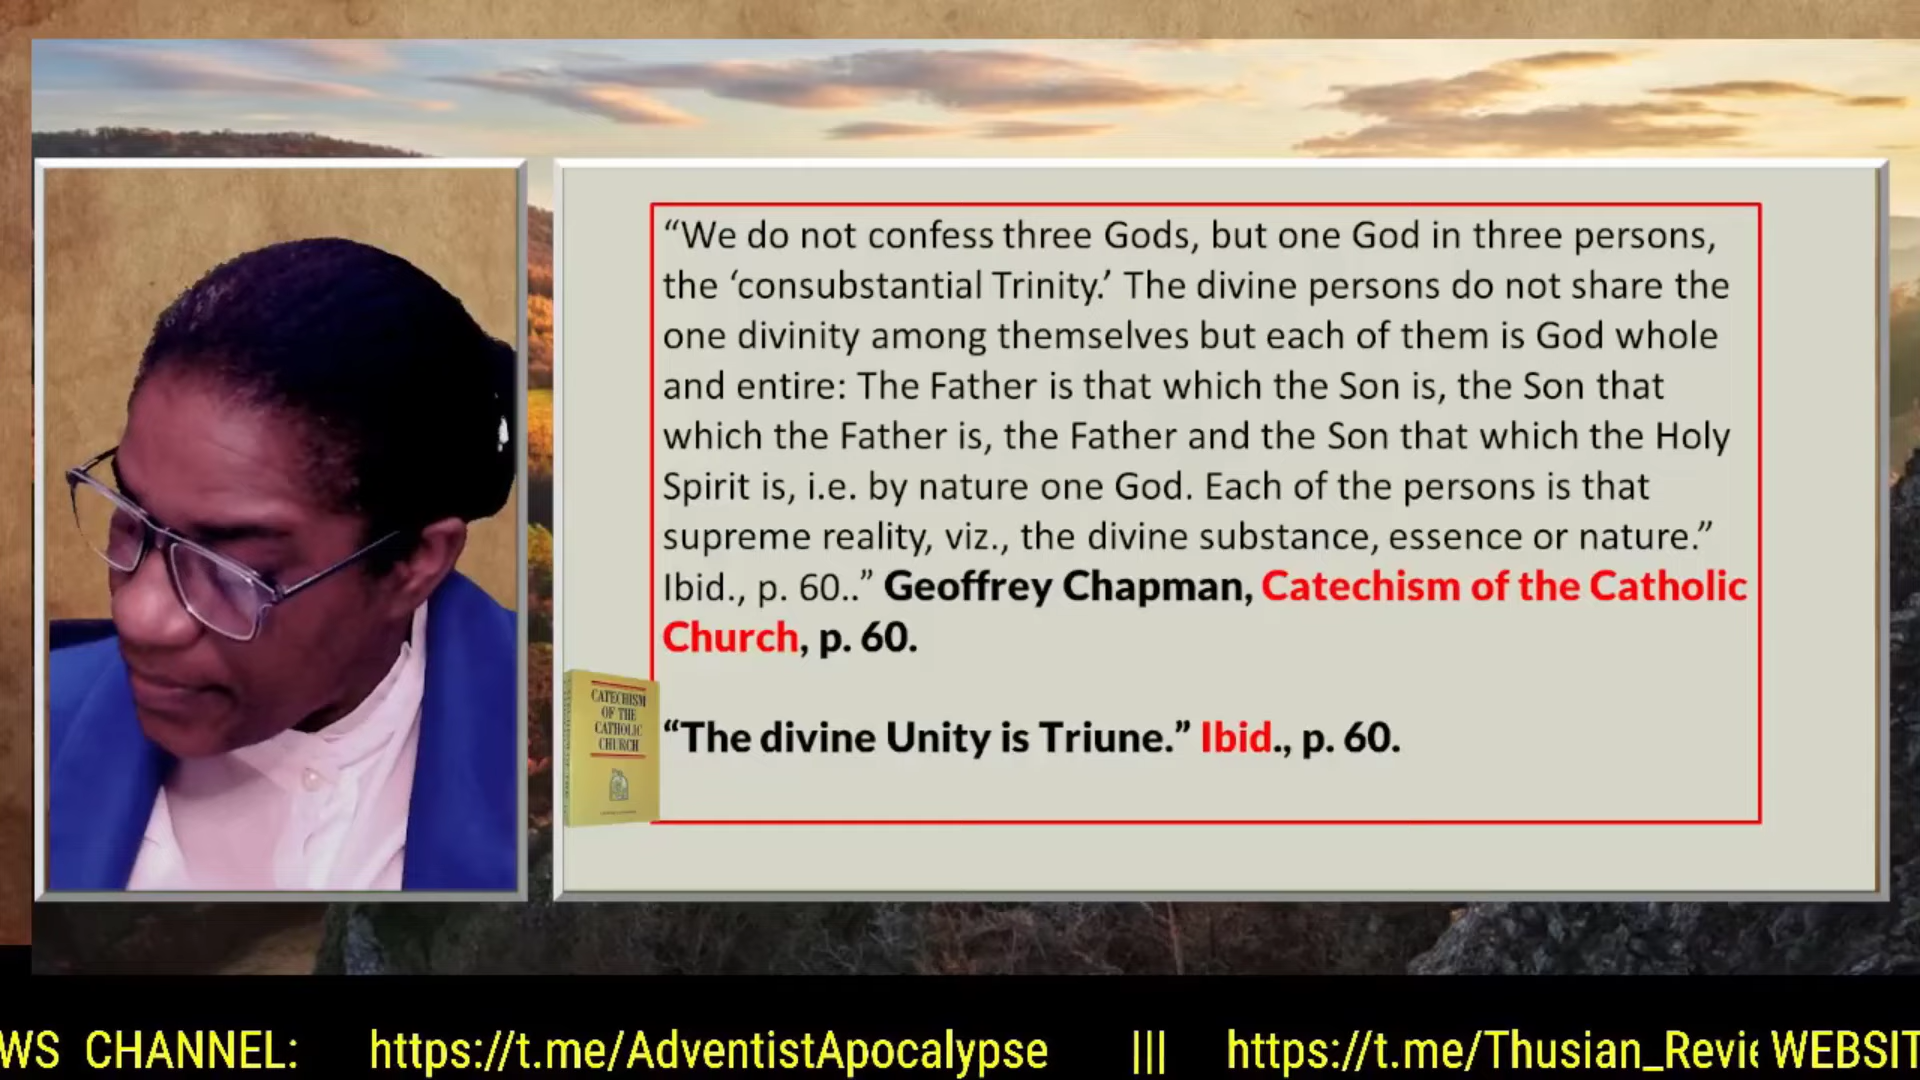 “We do not confess three Gods, but one God in three persons,
the ‘consubstantial Trinity.’ The divine persons do not share the
one divinity among themselves but each of them is God whole
and entire: The Father is that which the Son is, the Son that
which the Father is, the Father and the Son that which the Holy
Spirit is, i.e. by nature one God. Each of the persons is that
supreme reality, viz., the divine substance, essence or nature.”
Ibid., p. 60..” Geoffrey Chapman, Catechism of the Catholic
Church, p. 60.
CATECHISM
OF THE
CATHOLIC
CHURCH
“The divine Unity is Triune.” Ibid., p. 60.
WS CHANNEL: https://t.me/AdventistApocalypse ||| https://t.me/Thusian_Revie WEBSIT